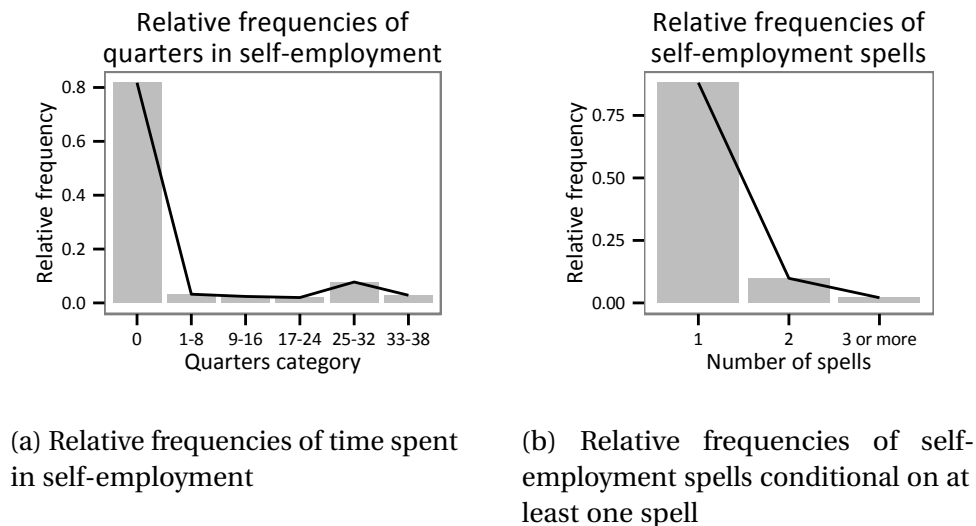 Relative frequencies of
quarters in self-employment
0.8
0.6
0.4
0.2
0.0
Relative frequency
0
1-8
9-16
17-24
25-32
33-38
Quarters category
(a) Relative frequencies of time spent
in self-employment
Relative frequencies of
self-employment spells
0.75
0.50
0.25
0.00
Relative frequency
1
2
3 or more
Number of spells
(b) Relative frequencies of self-
employment spells conditional on at
least one spell